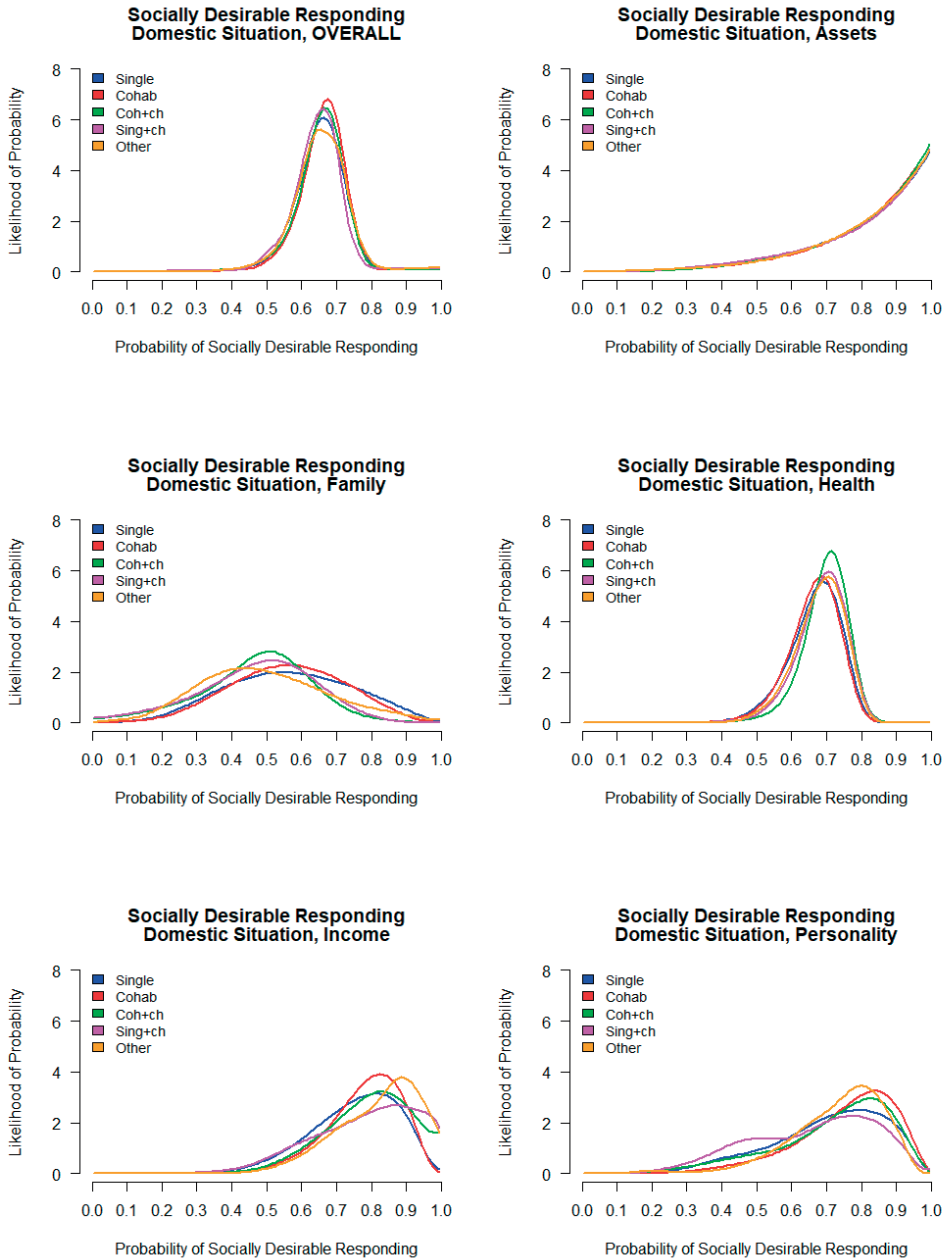 Socially Desirable Responding
Domestic Situation, OVERALL
Likelihood of Probability
8
6
4
2
0
Single
Cohab
Coh+ch
Sing+ch
Other
0.0 0.1 0.2 0.3 0.4 0.5 0.6 0.7 0.8 0.9 1.0
Probability of Socially Desirable Responding
Socially Desirable Responding
Domestic Situation, Assets
Likelihood of Probability
8
6
4
2
0
Single
Cohab
Coh+ch
Sing+ch
Other
0.0 0.1 0.2 0.3 0.4 0.5 0.6 0.7 0.8 0.9 1.0
Probability of Socially Desirable Responding
Socially Desirable Responding
Domestic Situation, Family
Likelihood of Probability
8
6
4
2
0
Single
Cohab
Coh+ch
Sing+ch
Other
0.0 0.1 0.2 0.3 0.4 0.5 0.6 0.7 0.8 0.9 1.0
Probability of Socially Desirable Responding
Socially Desirable Responding
Domestic Situation, Health
Likelihood of Probability
8
6
4
2
0
Single
Cohab
Coh+ch
Sing+ch
Other
0.0 0.1 0.2 0.3 0.4 0.5 0.6 0.7 0.8 0.9 1.0
Probability of Socially Desirable Responding
Socially Desirable Responding
Domestic Situation, Income
Likelihood of Probability
8
6
4
2
0
Single
Cohab
Coh+ch
Sing+ch
Other
0.0 0.1 0.2 0.3 0.4 0.5 0.6 0.7 0.8 0.9 1.0
Probability of Socially Desirable Responding
Socially Desirable Responding
Domestic Situation, Personality
Likelihood of Probability
8
6
4
2
0
Single
Cohab
Coh+ch
Sing+ch
Other
0.0 0.1 0.2 0.3 0.4 0.5 0.6 0.7 0.8 0.9 1.0
Probability of Socially Desirable Responding